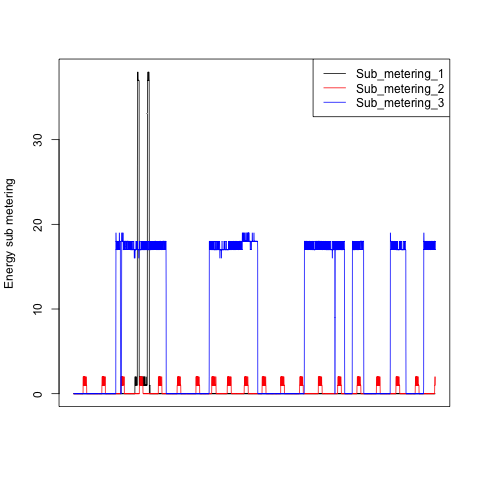 Sub_metering_1
Sub_metering_2
Sub_metering_3
Energy sub metering
30
20
10
0